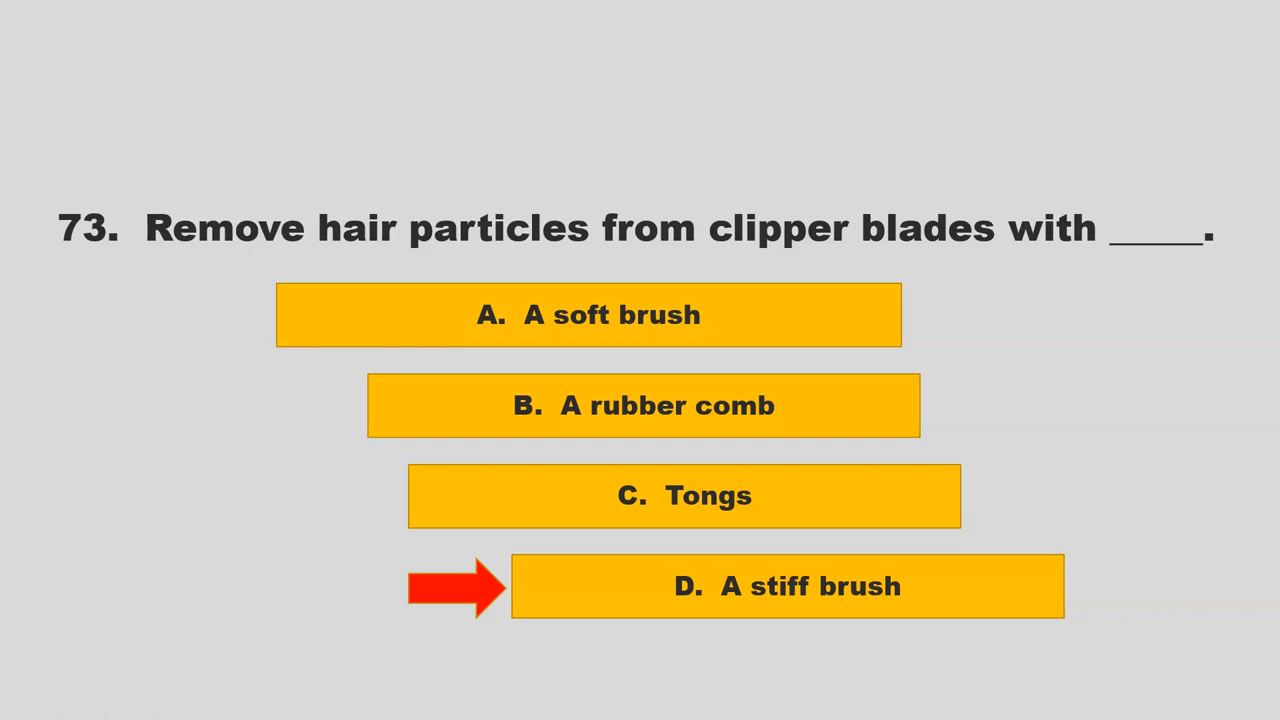 73. Remove hair particles from clipper blades with _____.
A. A soft brush
B. A rubber comb
C. Tongs
D. A stiff brush